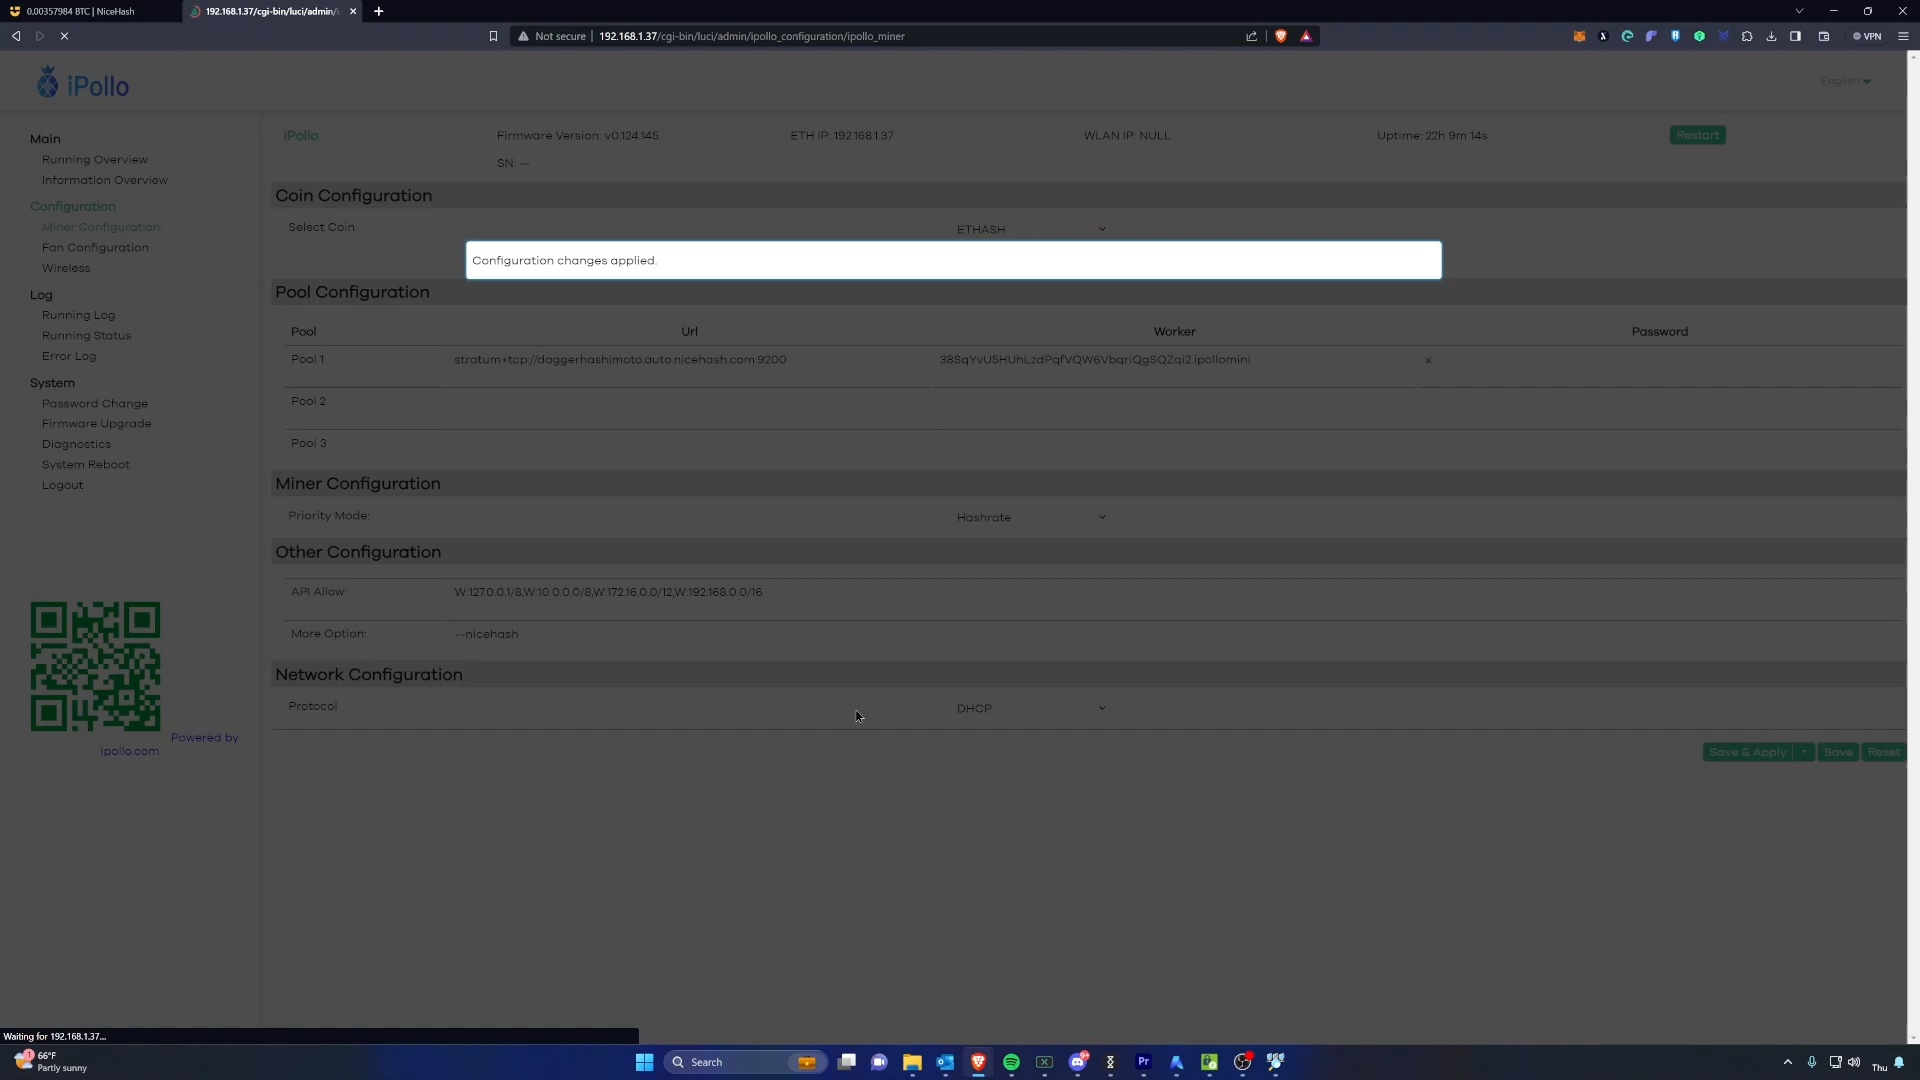 0.00357984 BTC | NiceHash
192.168.1.37/cgi-bin/luci/admin/i
Not secure
192.168.1.37/cgi-bin/luci/admin/ipollo_configuration/ipollo_miner
VPN
iPollo
English
Main
Running Overview
Information Overview
Configuration
Miner Configuration
Fan Configuration
Wireless
Log
Running Log
Running Status
Error Log
System
Password Change
Firmware Upgrade
Diagnostics
System Reboot
Logout
Powered by
ipollo.com
iPollo
Firmware Version: v0.124.145
ETH IP: 192.168.1.37
WLAN IP: NULL
Uptime: 22h 9m 14s
Restart
SN: --
Coin Configuration
Select Coin
ETHASH
Configuration changes applied.
Pool Configuration
Pool Url Worker Password
Pool 1 stratum+tcp://daggerhashimoto.auto.nicehash.com:9200 38SqYvU5HUhLzdPqfVQW6VbqriQgSQZqi2.ipollomini x
Pool 2
Pool 3
Miner Configuration
Priority Mode:
Hashrate
Other Configuration
API Allow: W:127.0.0.1/8,W:10.0.0.0/8,W:172.16.0.0/12,W:192.168.0.0/16
More Option: --nicehash
Network Configuration
Protocol
DHCP
Save & Apply
Save
Reset
Waiting for 192.168.1.37...
1
66°F
Partly sunny
Search
9+
Pr
Thu